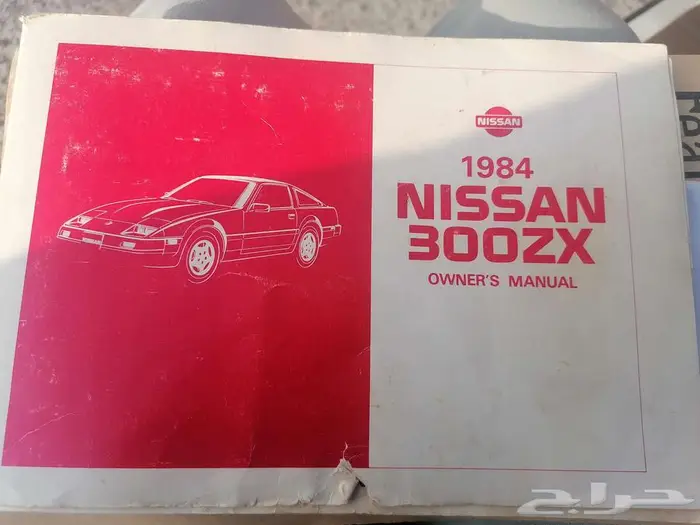 NISSAN
1984
NISSAN
300ZX
OWNER'S MANUAL
حراج